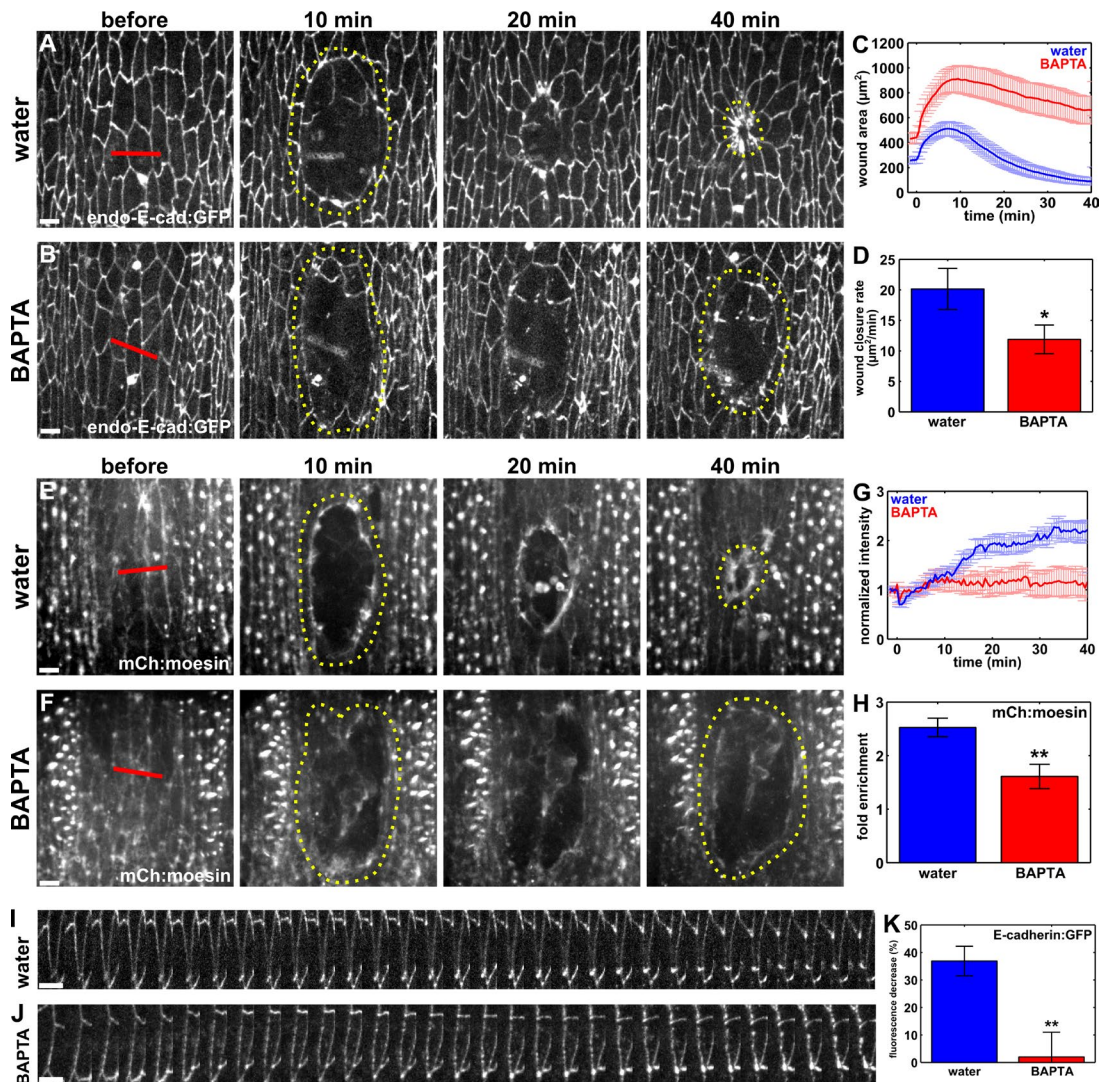 before 10 min 20 min 40 min
A
water
endo-E-cad:GFP
B
BAPTA
endo-E-cad:GFP
C
water
BAPTA
wound area (μm²)
1200
1000
800
600
400
200
0
0 10 20 30 40
time (min)
D
wound closure rate
(μm²/min)
25
20
15
10
5
0
*
water BAPTA
before 10 min 20 min 40 min
E
water
mCh:moesin
F
BAPTA
mCh:moesin
G
water
BAPTA
normalized intensity
3
2
1
0
0 10 20 30 40
time (min)
H
mCh:moesin
fold enrichment
3
2
1
0
**
water BAPTA
I
water
J
BAPTA
K
E-cadherin:GFP
fluorescence decrease (%)
50
40
30
20
10
0
**
water BAPTA